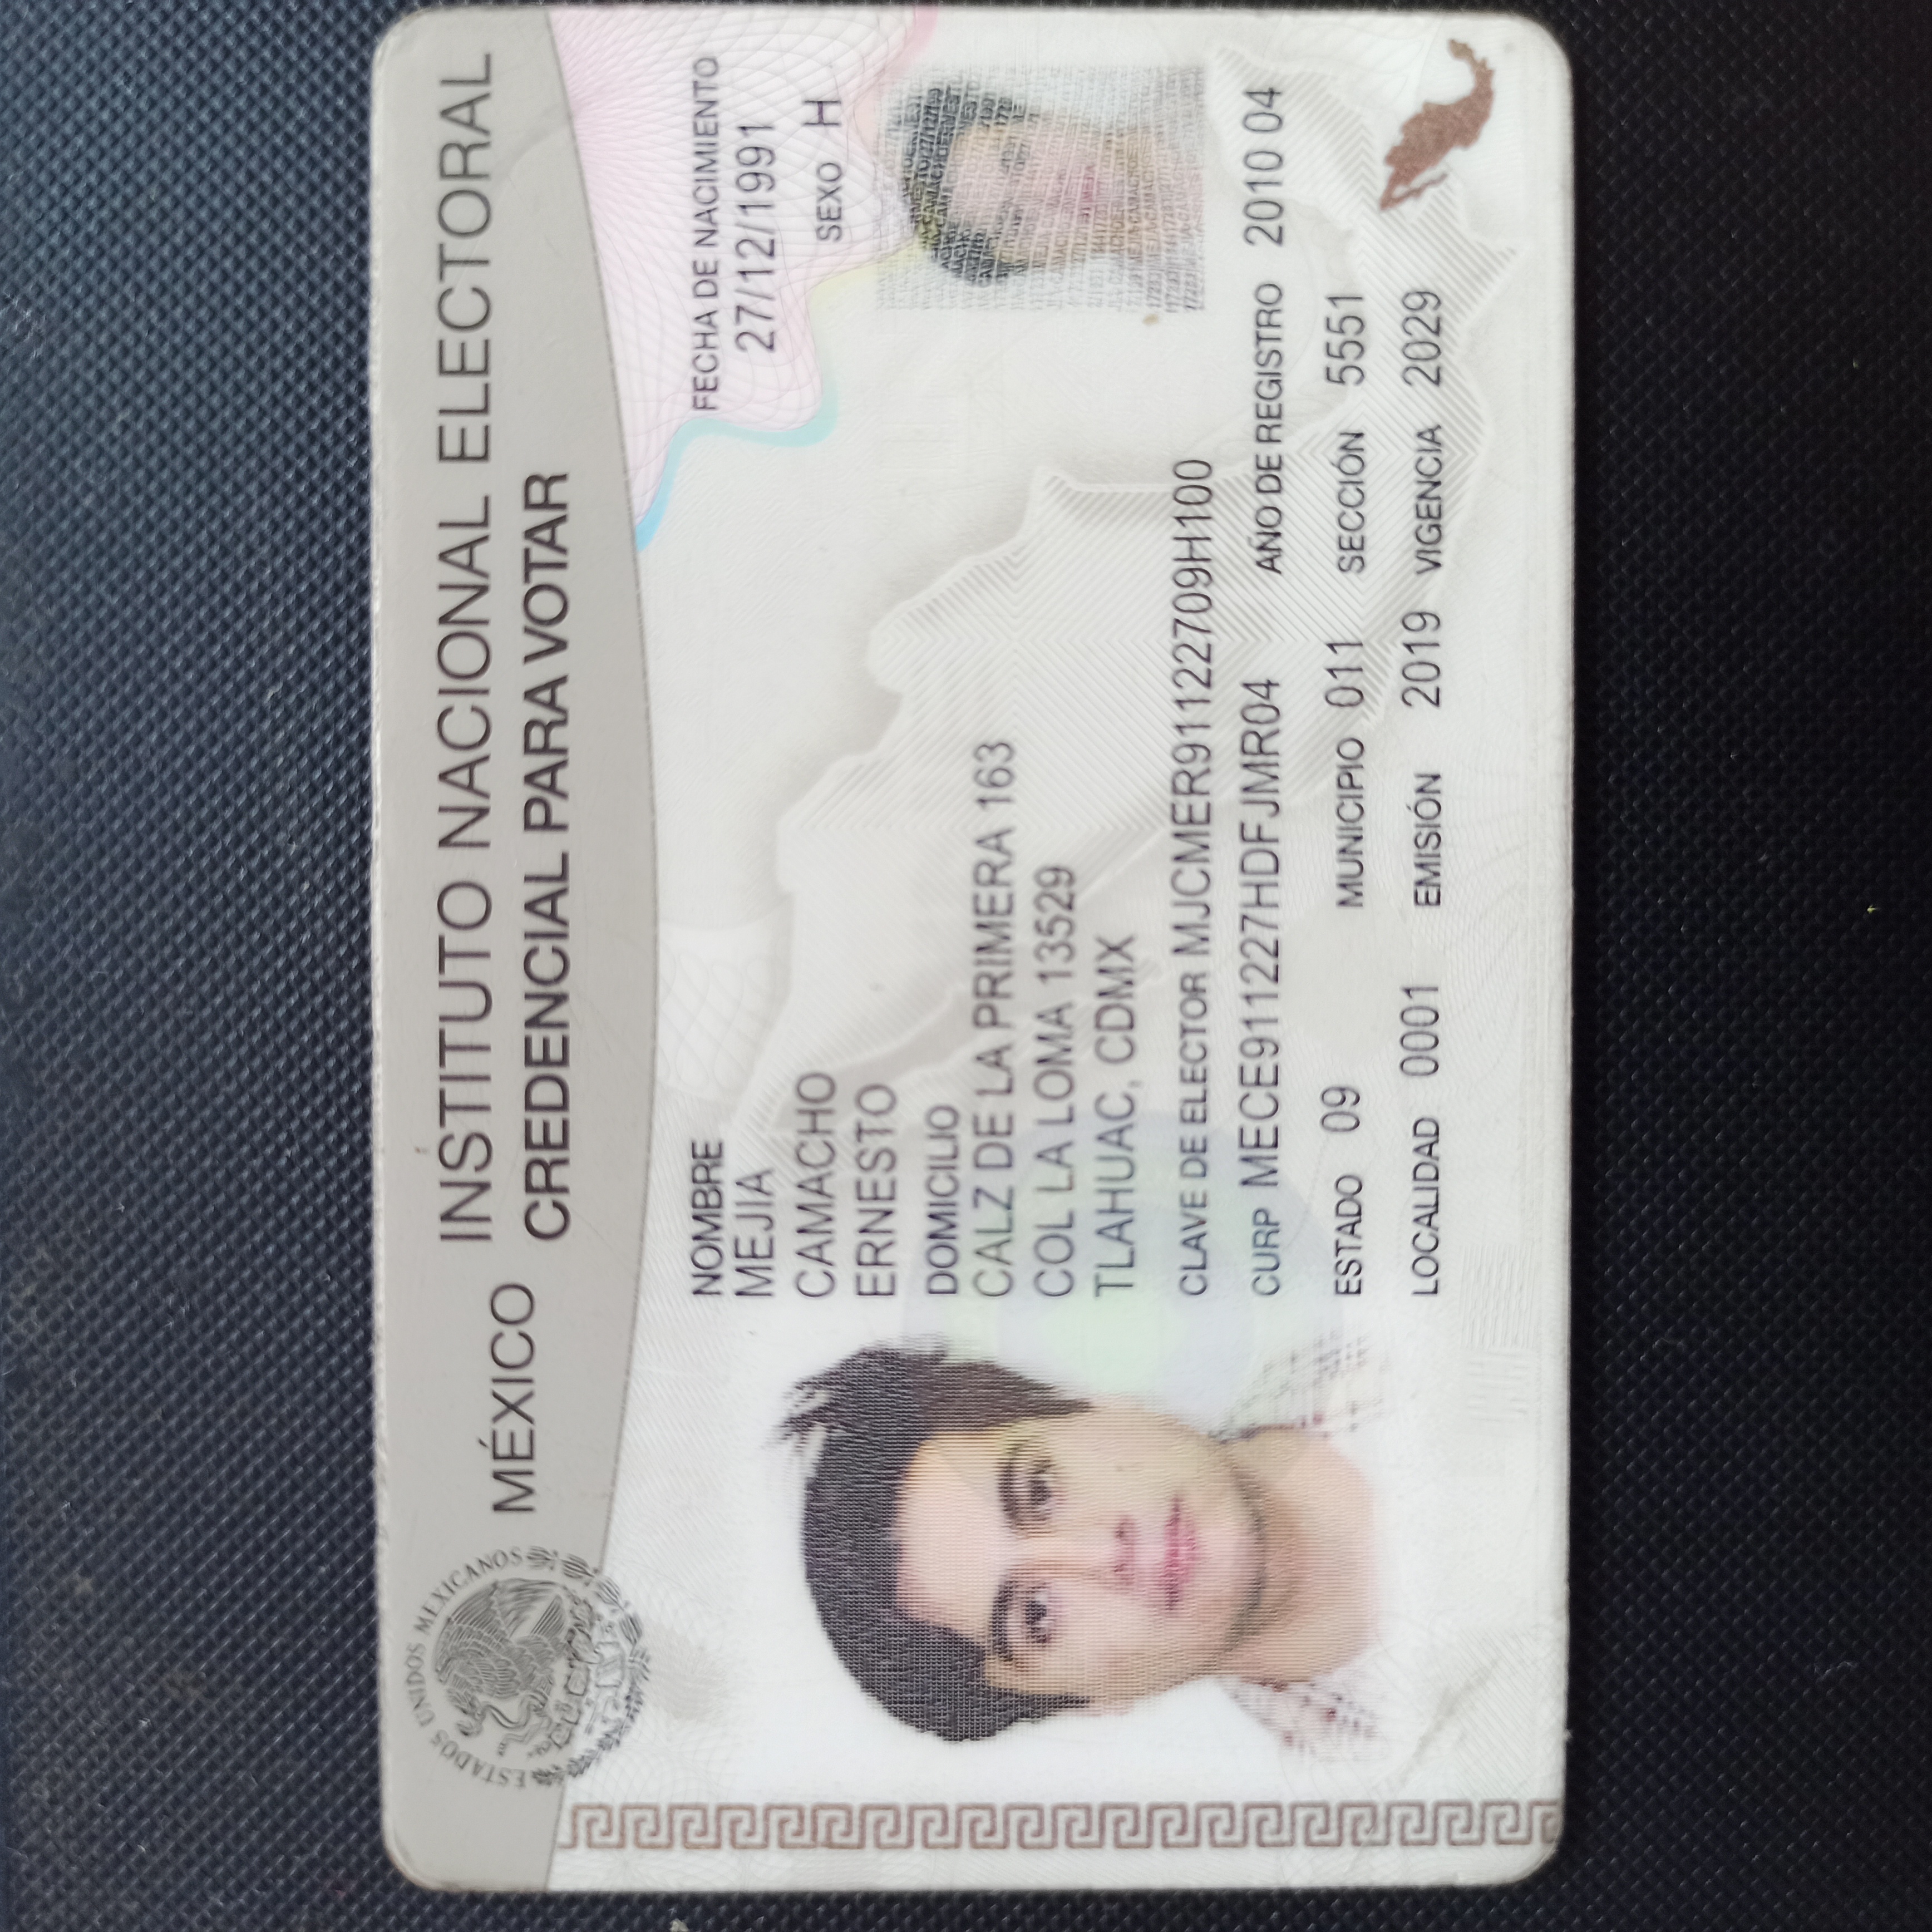 ESTADOS UNIDOS MEXICANOS
MÉXICO
INSTITUTO NACIONAL ELECTORAL
CREDENCIAL PARA VOTAR
NOMBRE
MEJIA
CAMACHO
ERNESTO
FECHA DE NACIMIENTO
27/12/1991
SEXO H
DOMICILIO
CALZ DE LA PRIMERA 163
COL LA LOMA 13529
TLAHUAC, CDMX
CLAVE DE ELECTOR MJCMER91122709H100
CURP MECE911227HDFJMR04 AÑO DE REGISTRO 2010 04
ESTADO 09 MUNICIPIO 011 SECCIÓN 5551
LOCALIDAD 0001 EMISIÓN 2019 VIGENCIA 2029